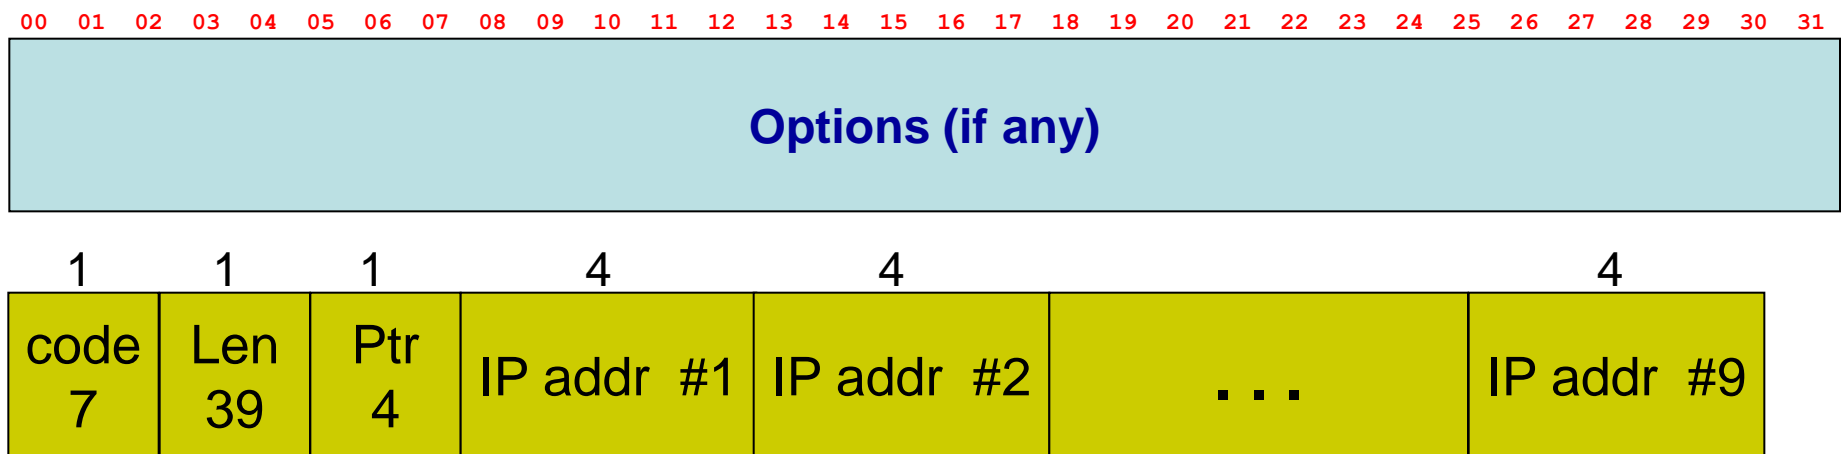 00 01 02 03 04 05 06 07 08 09 10 11 12 13 14 15 16 17 18 19 20 21 22 23 24 25 26 27 28 29 30 31
Options (if any)
1 1 1 4 4 4
code Len Ptr
IP addr #1 IP addr #2 ... IP addr #9
7 39 4